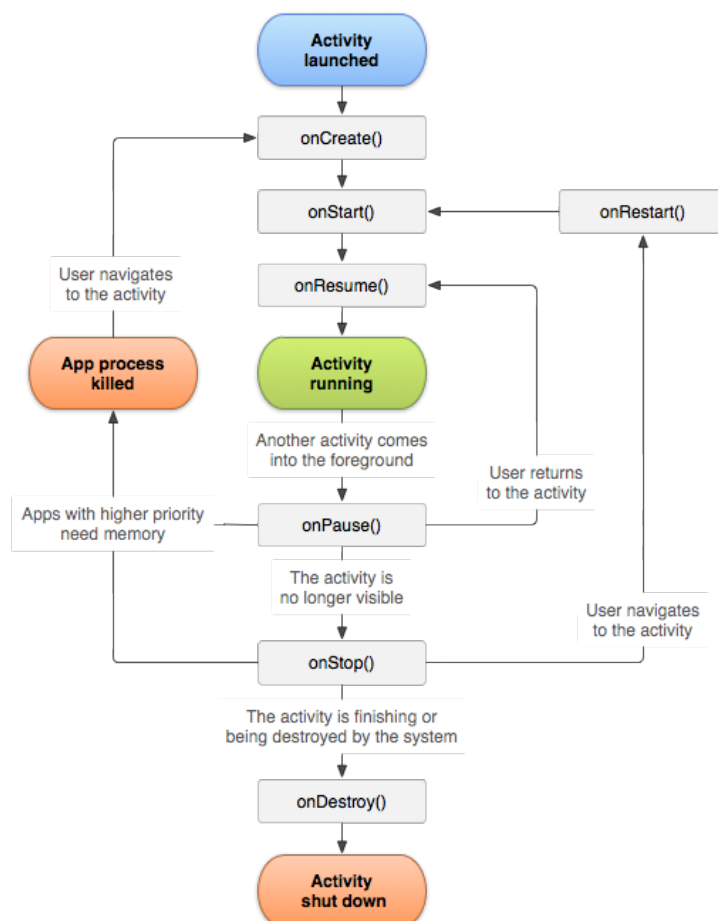 Activity
launched
onCreate()
onStart()
onRestart()
onResume()
User navigates
to the activity
App process
killed
Activity
running
Another activity comes
into the foreground
User returns
to the activity
Apps with higher priority
need memory
onPause()
The activity is
no longer visible
User navigates
to the activity
onStop()
The activity is finishing or
being destroyed by the system
onDestroy()
Activity
shut down